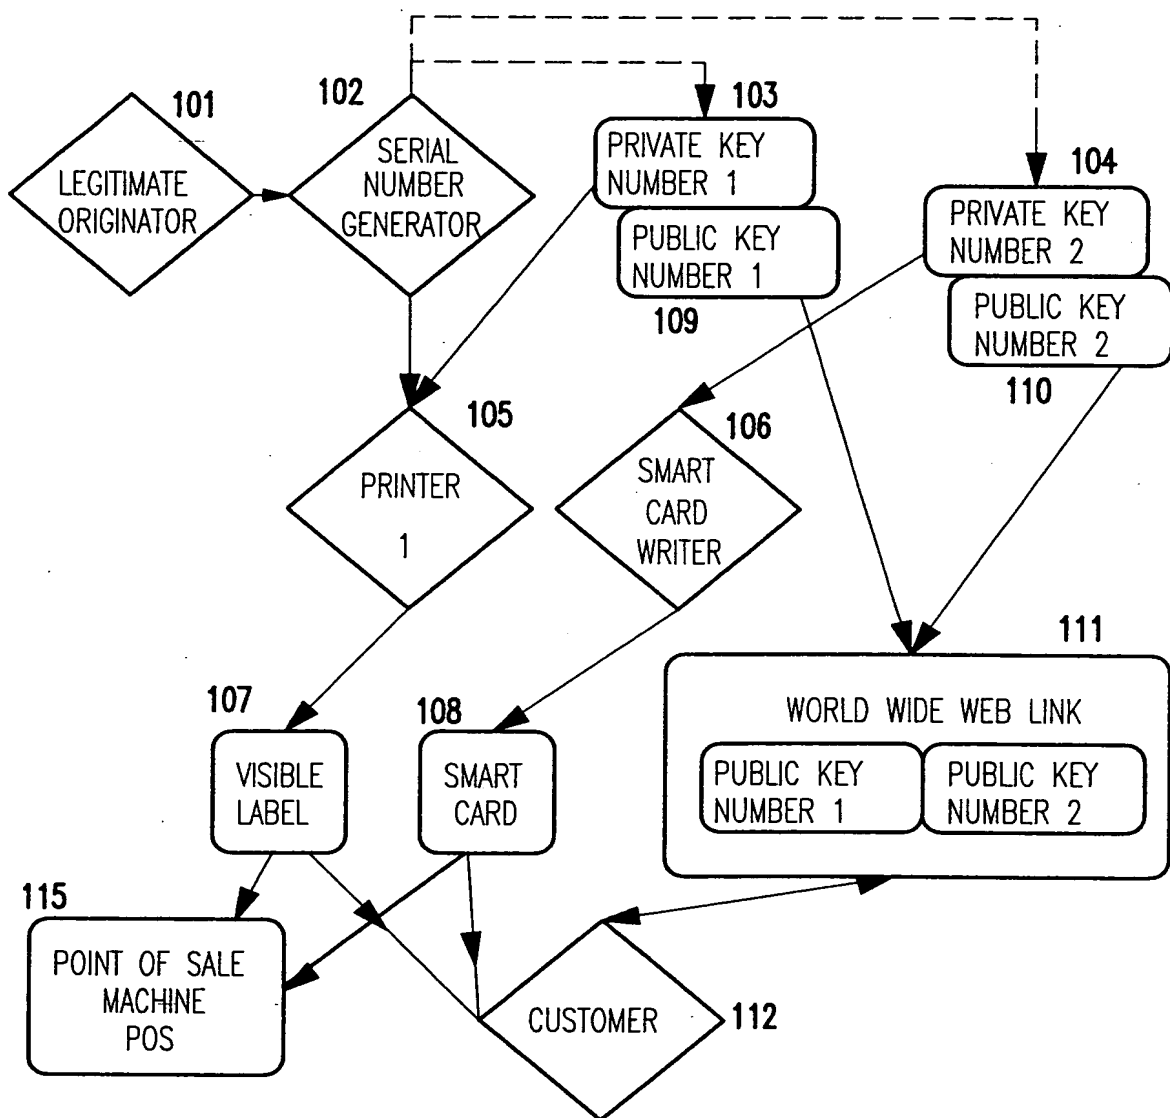 101
LEGITIMATE
ORIGINATOR
102
SERIAL
NUMBER
GENERATOR
103
PRIVATE KEY
NUMBER 1
PUBLIC KEY
NUMBER 1
109
104
PRIVATE KEY
NUMBER 2
PUBLIC KEY
NUMBER 2
110
105
PRINTER
1
106
SMART
CARD
WRITER
107
VISIBLE
LABEL
108
SMART
CARD
111
WORLD WIDE WEB LINK
PUBLIC KEY
NUMBER 1
PUBLIC KEY
NUMBER 2
115
POINT OF SALE
MACHINE
POS
CUSTOMER
112